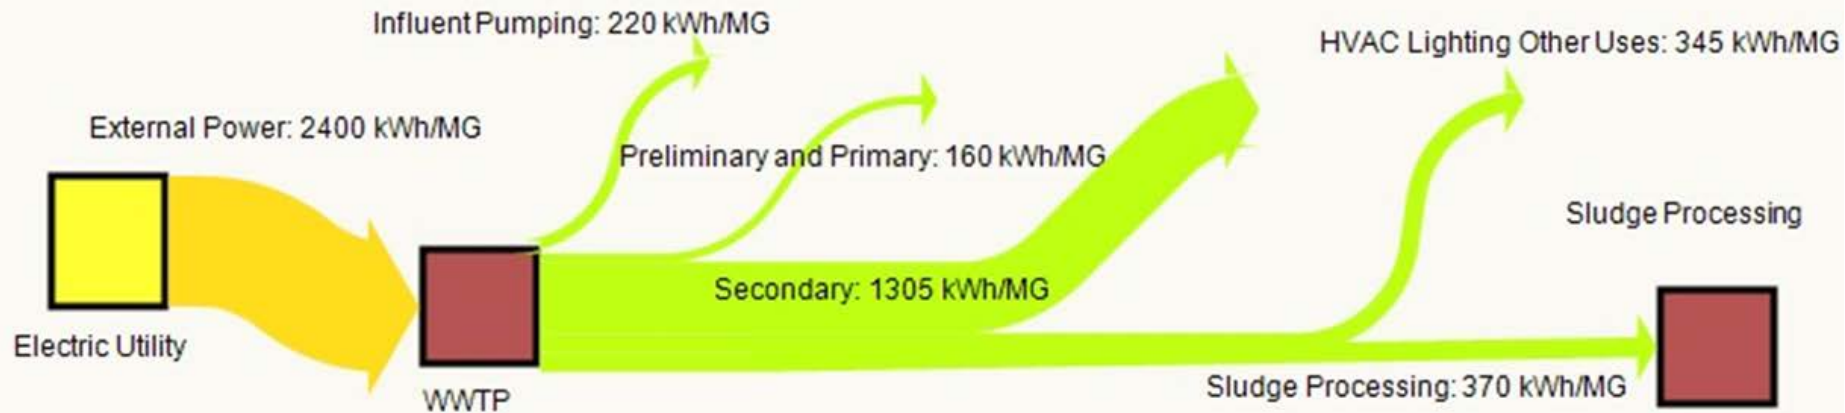 Influent Pumping: 220 kWh/MG
HVAC Lighting Other Uses: 345 kWh/MG
External Power: 2400 kWh/MG
Preliminary and Primary: 160 kWh/MG
Sludge Processing
Secondary: 1305 kWh/MG
Electric Utility
Sludge Processing: 370 kWh/MG
WWTP